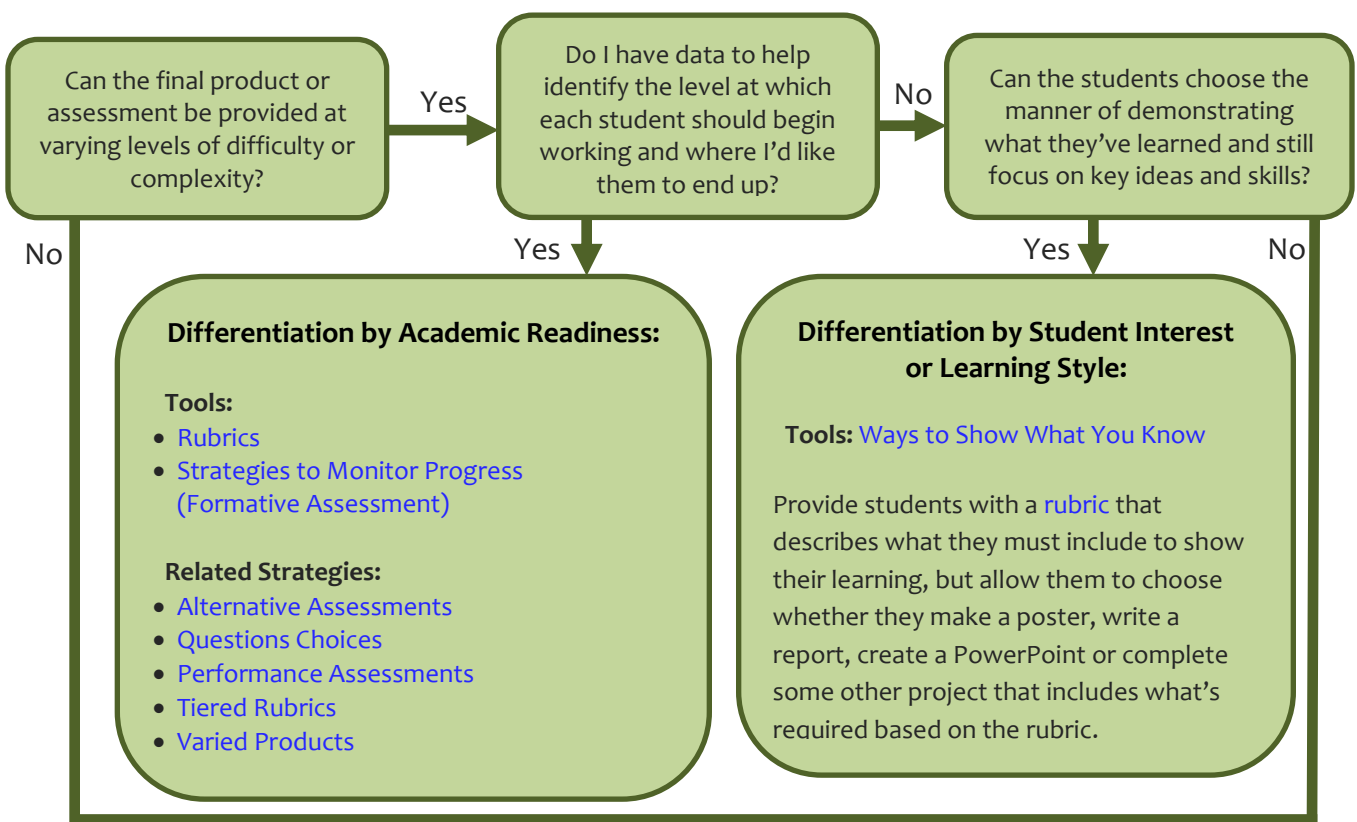 Can the final product or
assessment be provided at
varying levels of difficulty or
complexity?
Yes
Do I have data to help
identify the level at which
each student should begin
working and where I'd like
them to end up?
No
Can the students choose the
manner of demonstrating
what they've learned and still
focus on key ideas and skills?
No
Yes
Yes
No
Differentiation by Academic Readiness:
Tools:
• Rubrics
• Strategies to Monitor Progress
(Formative Assessment)
Related Strategies:
• Alternative Assessments
• Questions Choices
• Performance Assessments
• Tiered Rubrics
• Varied Products
Differentiation by Student Interest
or Learning Style:
Tools: Ways to Show What You Know
Provide students with a rubric that
describes what they must include to show
their learning, but allow them to choose
whether they make a poster, write a
report, create a PowerPoint or complete
some other project that includes what's
required based on the rubric.